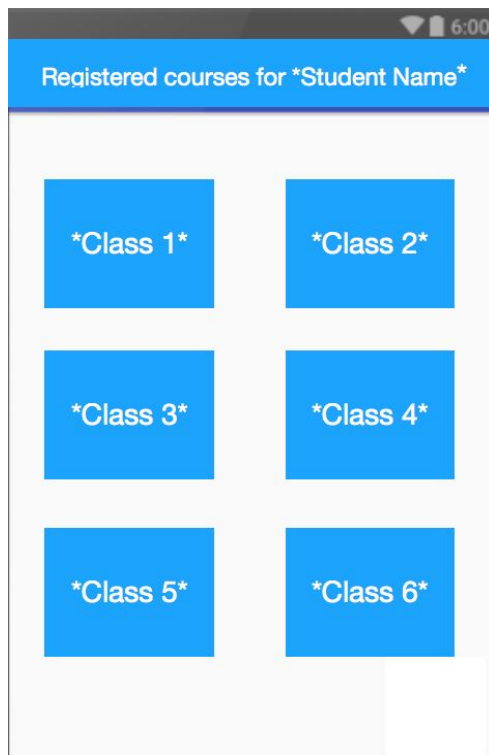 6:00
Registered courses for *Student Name*
*Class 1* *Class 2*
*Class 3* *Class 4*
*Class 5* *Class 6*